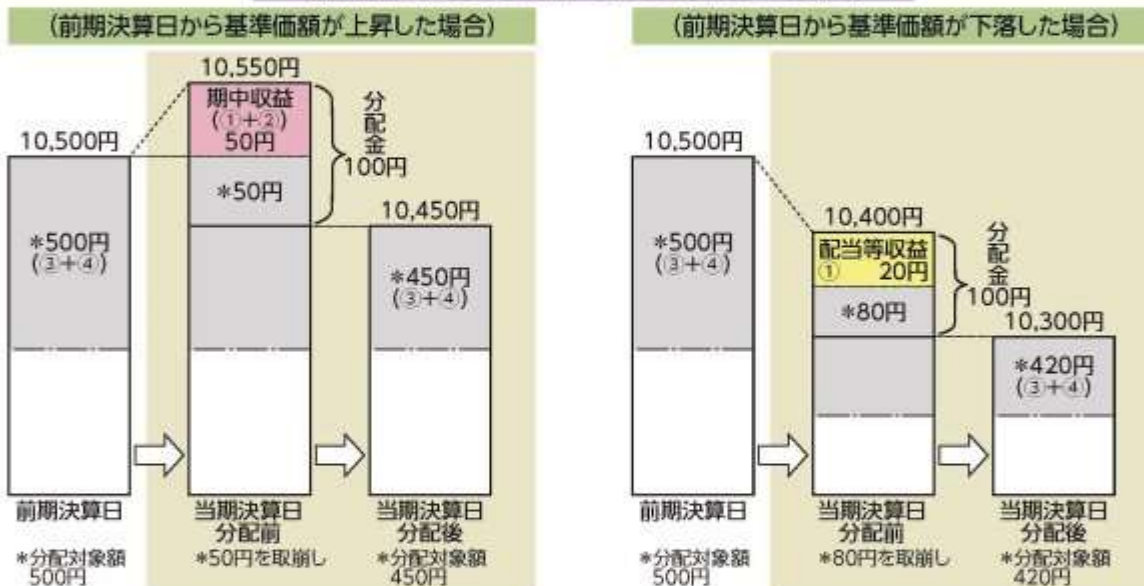 (前期決算日から基準価額が上昇した場合)
10,550円
期中収益
(①+②)
50円
*50円
分配金
100円
10,500円
*500円
(③+④)
10,450円
*450円
(③+④)
前期決算日
当期決算日
分配前
当期決算日
分配後
*分配対象額
500円
*50円を取崩し
*分配対象額
450円
(前期決算日から基準価額が下落した場合)
10,500円
*500円
(③+④)
10,400円
配当等収益
① 20円
*80円
分配金
100円
10,300円
*420円
(③+④)
前期決算日
当期決算日
分配前
当期決算日
分配後
*分配対象額
500円
*80円を取崩し
*分配対象額
420円